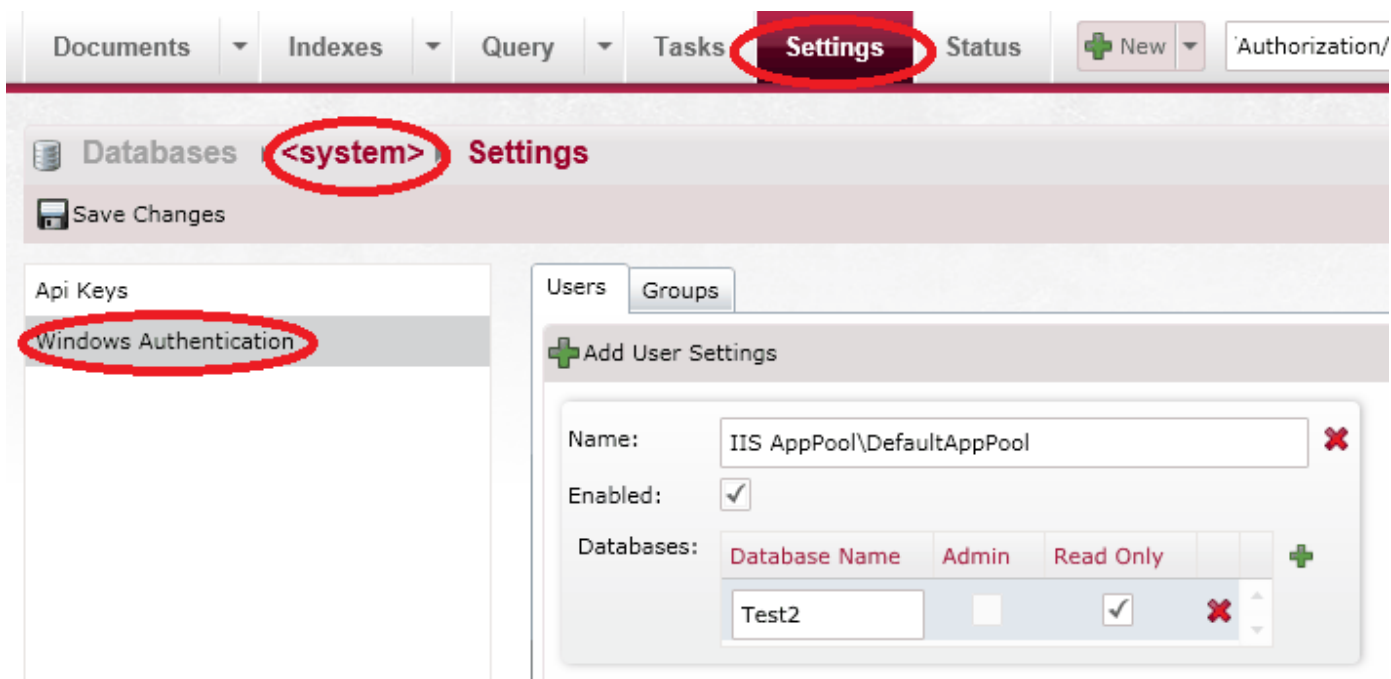 Documents Indexes Query Tasks Settings Status New 'Authorization/
Databases <system> Settings
Save Changes
Api Keys
Windows Authentication
Users Groups
Add User Settings
Name: IIS AppPool\DefaultAppPool
Enabled:
Databases: Database Name Admin Read Only
Test2